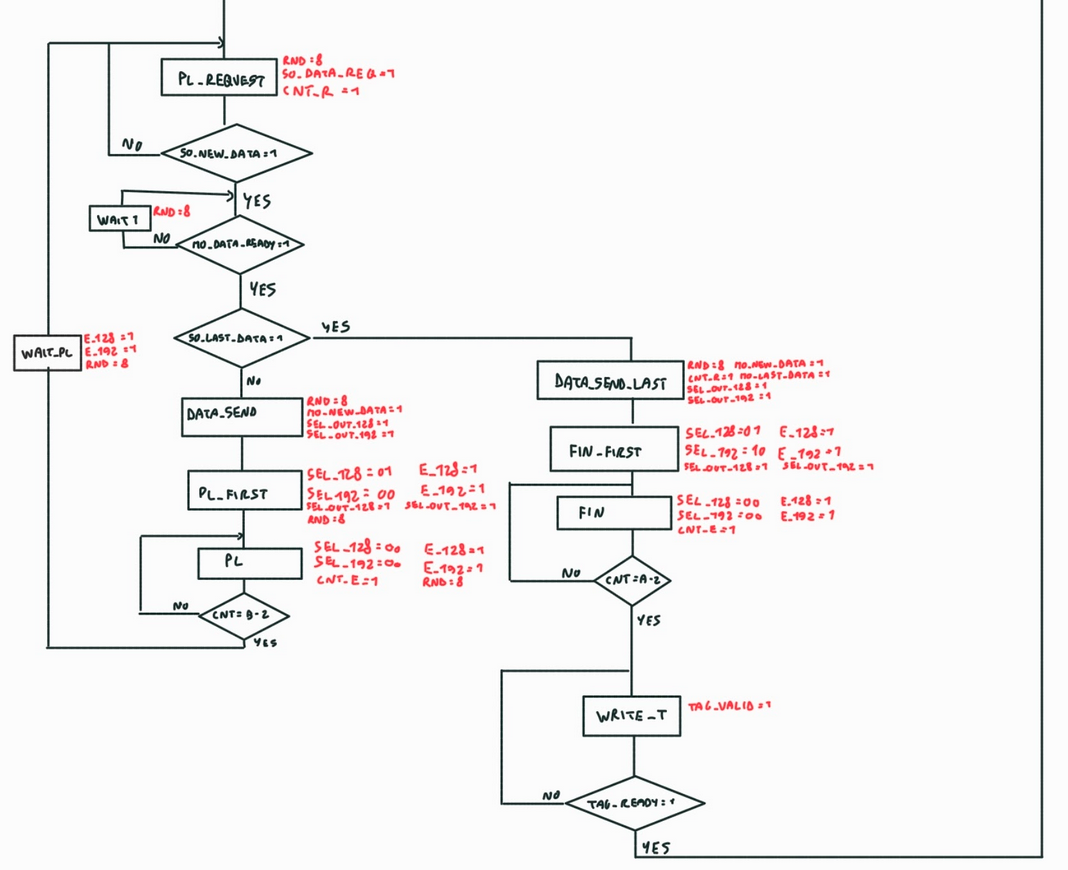 RND=8
PL_REQUEST
SO_DATA_REQ=1
CNT_R =1
NO
SO_NEW_DATA=1
YES
WAIT1
RND=8
NO
MO_DATA_READY=1
YES
YES
SO_LAST_DATA=1
WAIT_PL
E_128=1
E_192=1
RND=8
NO
DATA_SEND
RND=8
MO_NEW_DATA=1
SEL_OUT_128=1
SEL_OUT_192=1
PL_FIRST
SEL_128=01 E_128=1
SEL_192=00 E_192=1
SEL_OUT_128=1 SEL_OUT_192=1
RND=8
PL
SEL_128=00 E_128=1
SEL_192=00 E_192=1
CNT_E=1 RND=8
NO
YES
DATA_SEND_LAST
RND=8 MO_NEW_DATA=1
CNT_R=1 MO_LAST_DATA=1
SEL_OUT_128=1
SEL_OUT_192=1
FIN_FIRST
SEL_128=01 E_128=1
SEL_192=10 E_192=1
SEL_OUT_128=1 SEL_OUT_192=1
FIN
SEL_128=00 E_128=1
SEL_192=00 E_192=1
CNT_E=1
NO
CNT=A-2
YES
WRITE_T
TAG_VALID=1
NO
TAG_READY=1
YES